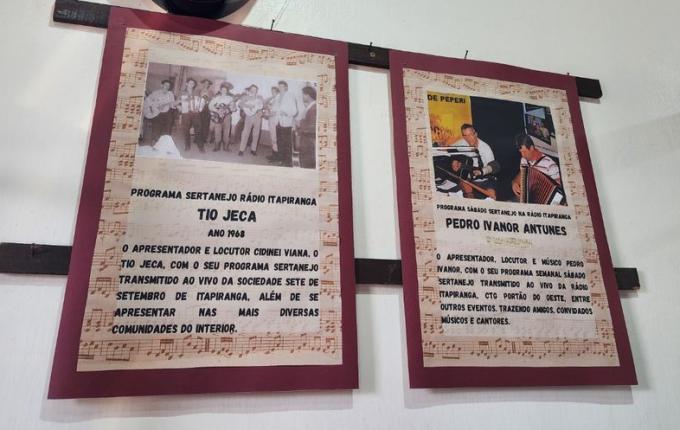 PROGRAMA SERTANEJO RÁDIO ITAPIRANGA
TIO JECA
ANO 1968
O APRESENTADOR E LOCUTOR CIDINEI VIANA, O
TIO JECA, COM O SEU PROGRAMA SERTANEJO
TRANSMITIDO AO VIVO DA SOCIEDADE SETE DE
SETEMBRO DE ITAPIRANGA, ALÉM DE SE
APRESENTAR NAS MAIS DIVERSAS
COMUNIDADES DO INTERIOR.
DE PEPERI
PROGRAMA SÁBADO SERTANEJO NA RÁDIO ITAPIRANGA
PEDRO IVANOR ANTUNES
O APRESENTADOR, LOCUTOR E MÚSICO PEDRO
IVANOR, COM O SEU PROGRAMA SEMANAL SÁBADO
SERTANEJO TRANSMITIDO AO VIVO DA RÁDIO
ITAPIRANGA, CTG PORTÃO DO OESTE, ENTRE
OUTROS EVENTOS. TRAZENDO AMIGOS, CONVIDADOS
MÚSICOS E CANTORES.